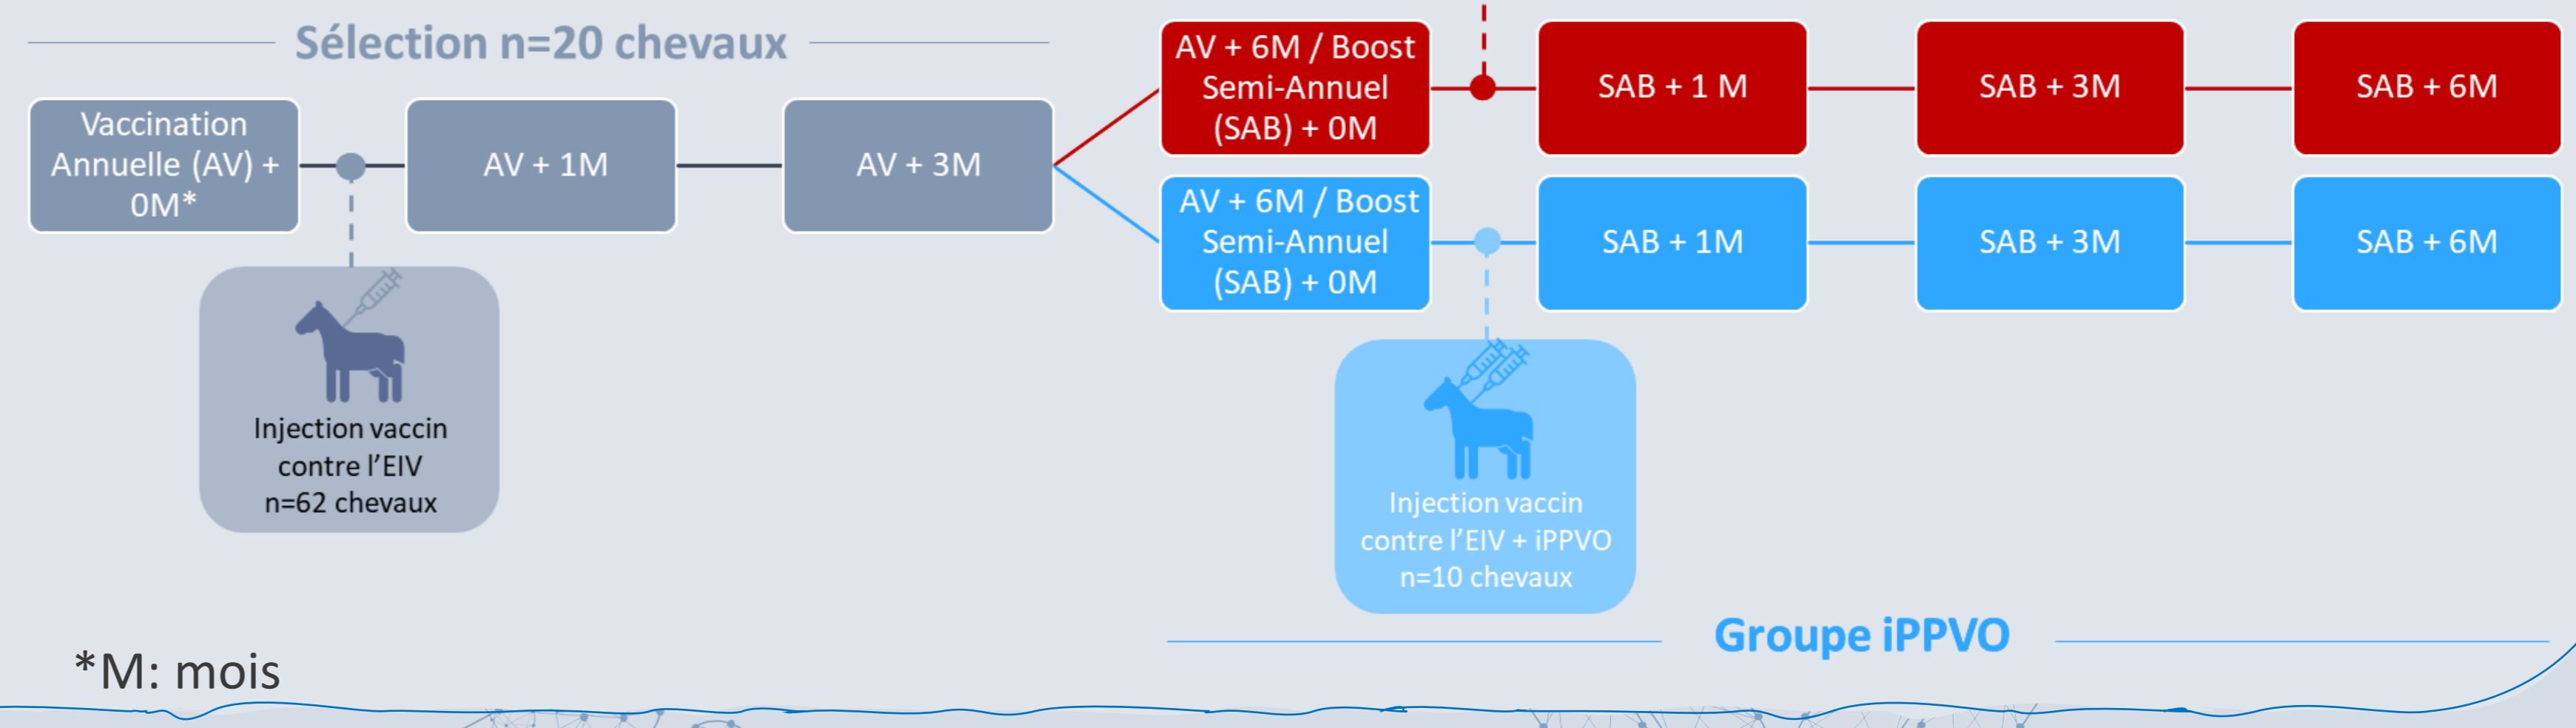 Sélection n=20 chevaux
Vaccination
Annuelle (AV) +
0M*
AV + 1M
AV + 3M
Injection vaccin
contre l'EIV
n=62 chevaux
AV + 6M / Boost
Semi-Annuel
(SAB) + 0M
SAB + 1 M
SAB + 3M
SAB + 6M
AV + 6M / Boost
Semi-Annuel
(SAB) + 0M
SAB + 1M
SAB + 3M
SAB + 6M
Injection vaccin
contre l'EIV + iPPVO
n=10 chevaux
Groupe iPPVO
*M: mois